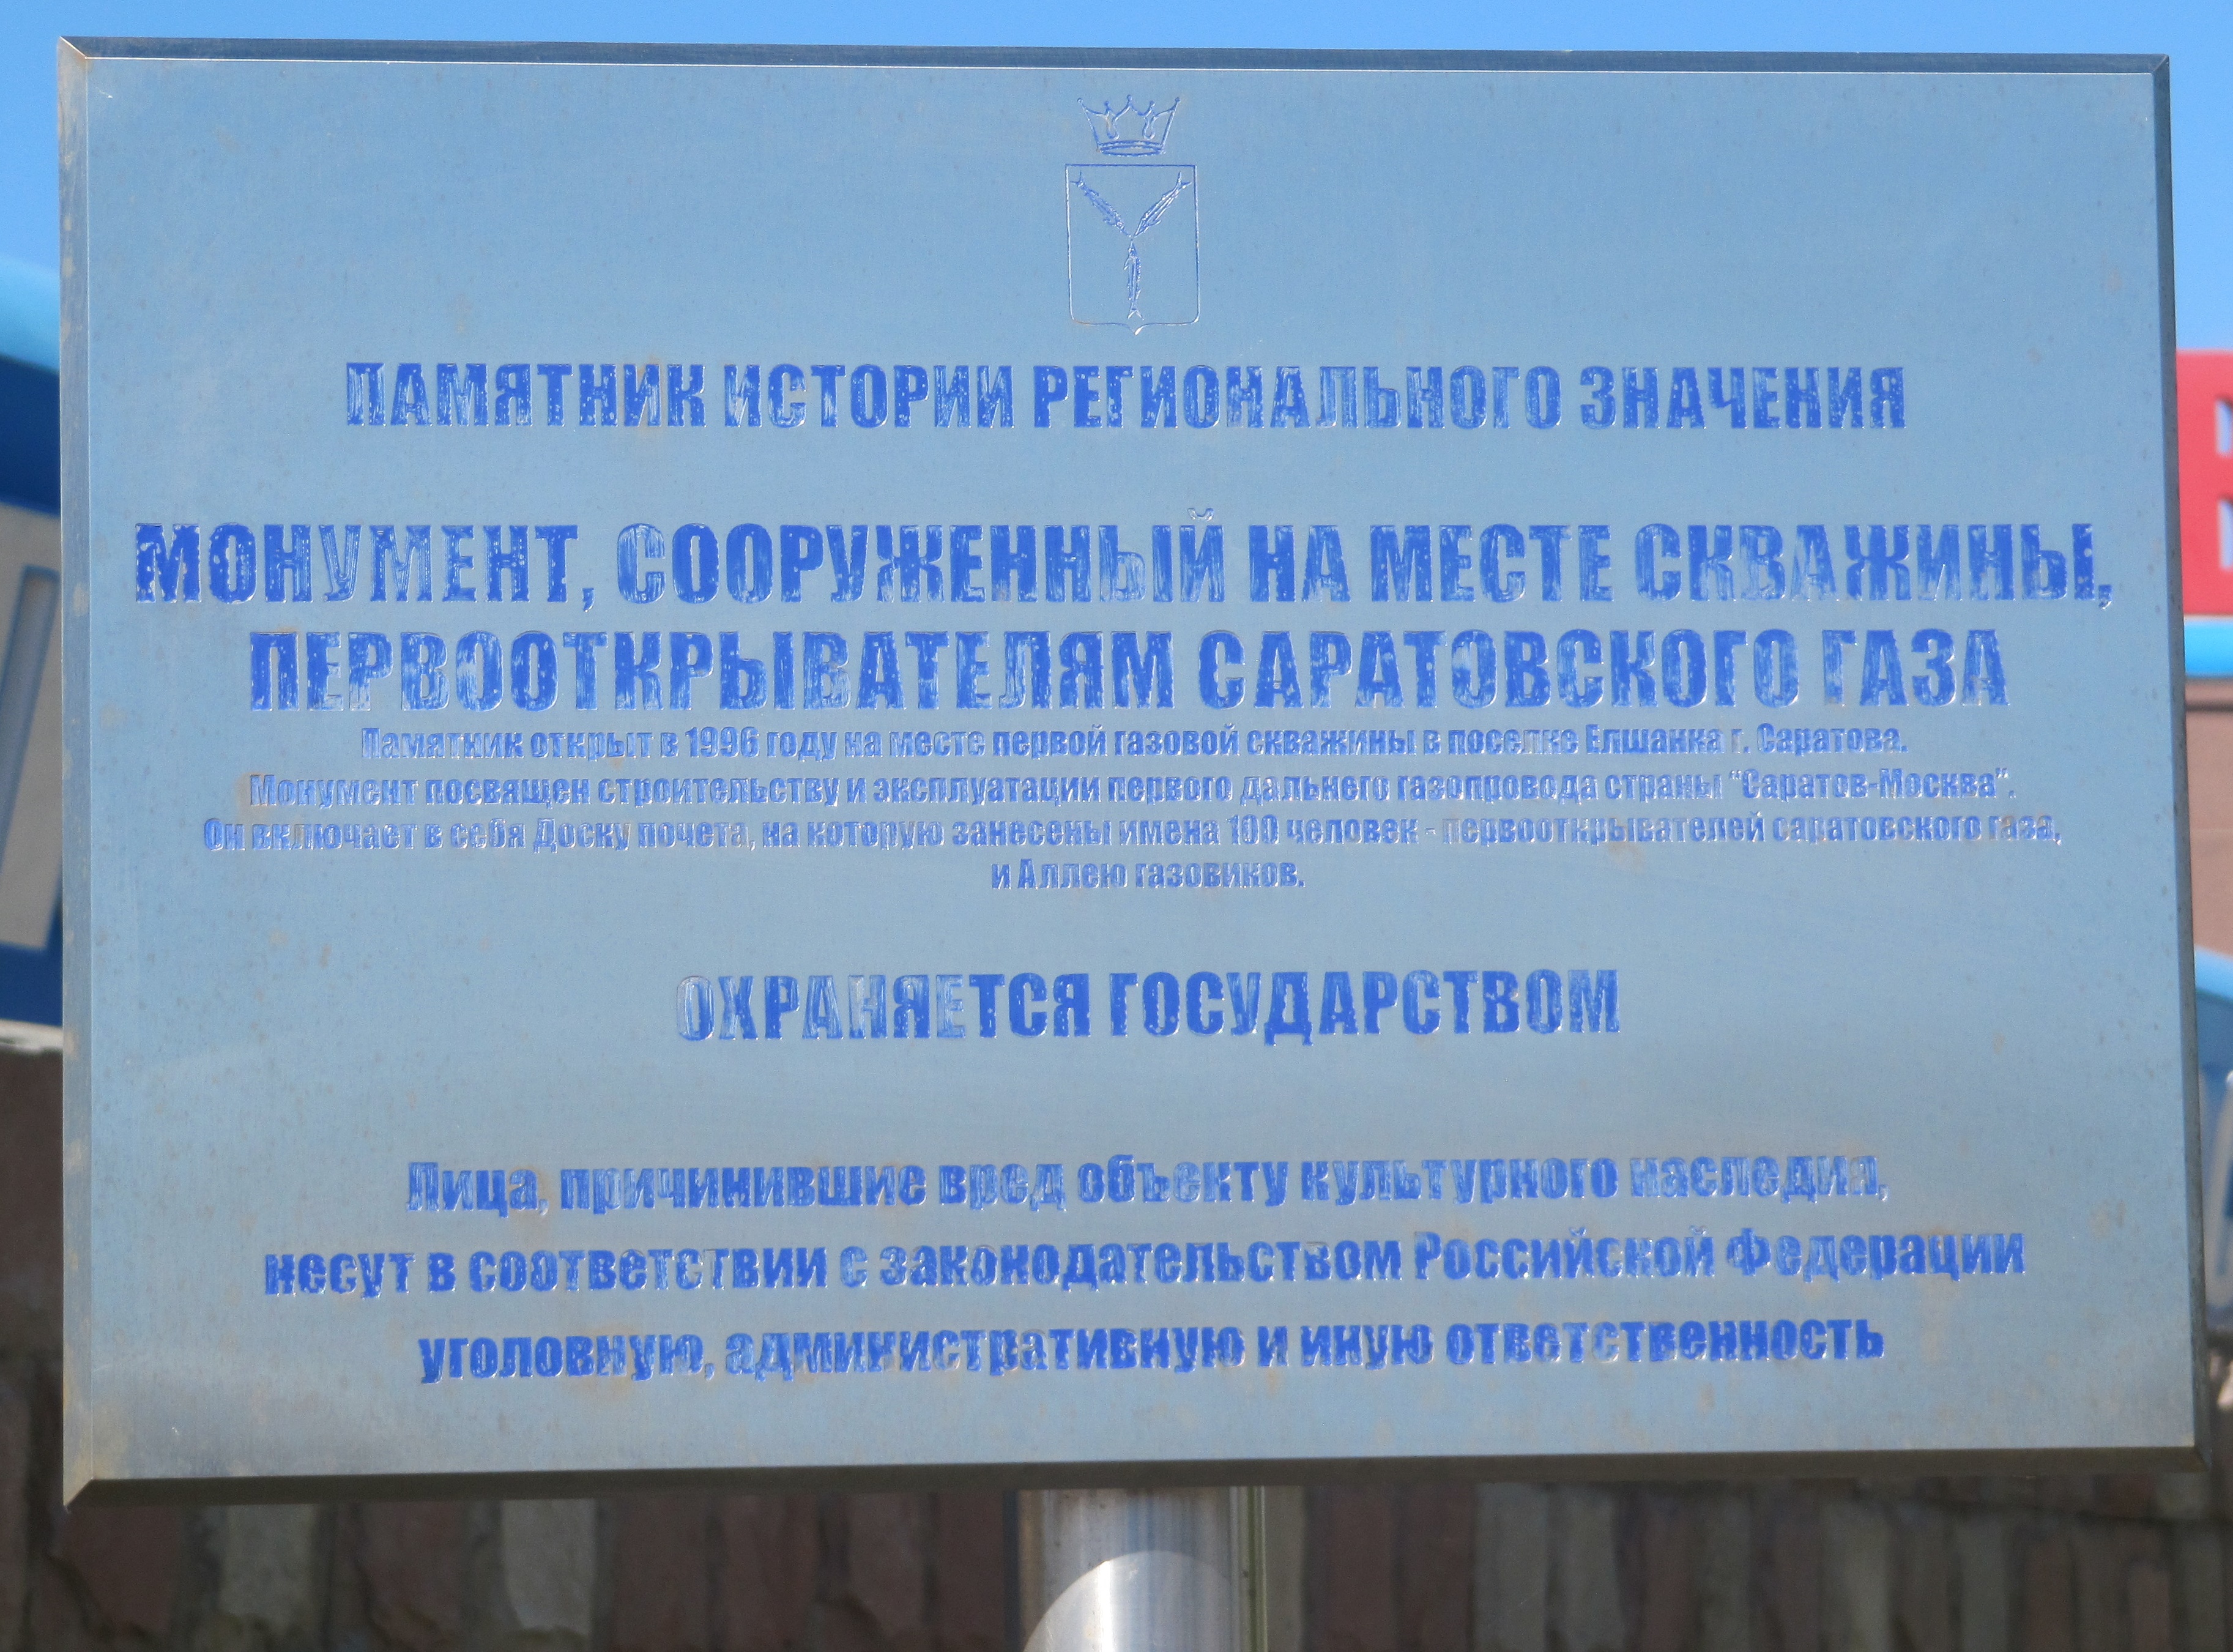 ПАМЯТНИК ИСТОРИИ РЕГИОНАЛЬНОГО ЗНАЧЕНИЯ
МОНУМЕНТ, СООРУЖЕННЫЙ НА МЕСТЕ СКВАЖИНЫ,
ПЕРВООТКРЫВАТЕЛЯМ САРАТОВСКОГО ГАЗА
Памятник открыт в 1996 году на месте первой газовой скважины в поселке Елшанка г. Саратова.
Монумент посвящен строительству и эксплуатации первого дальнего газопровода страны "Саратов-Москва".
Он включает в себя Доску почета, на которую занесены имена 100 человек - первооткрывателей саратовского газа,
и Аллею газовиков.
ОХРАНЯЕТСЯ ГОСУДАРСТВОМ
Лица, причинившие вред объекту культурного наследия,
несут в соответствии с законодательством Российской Федерации
уголовную, административную и иную ответственность